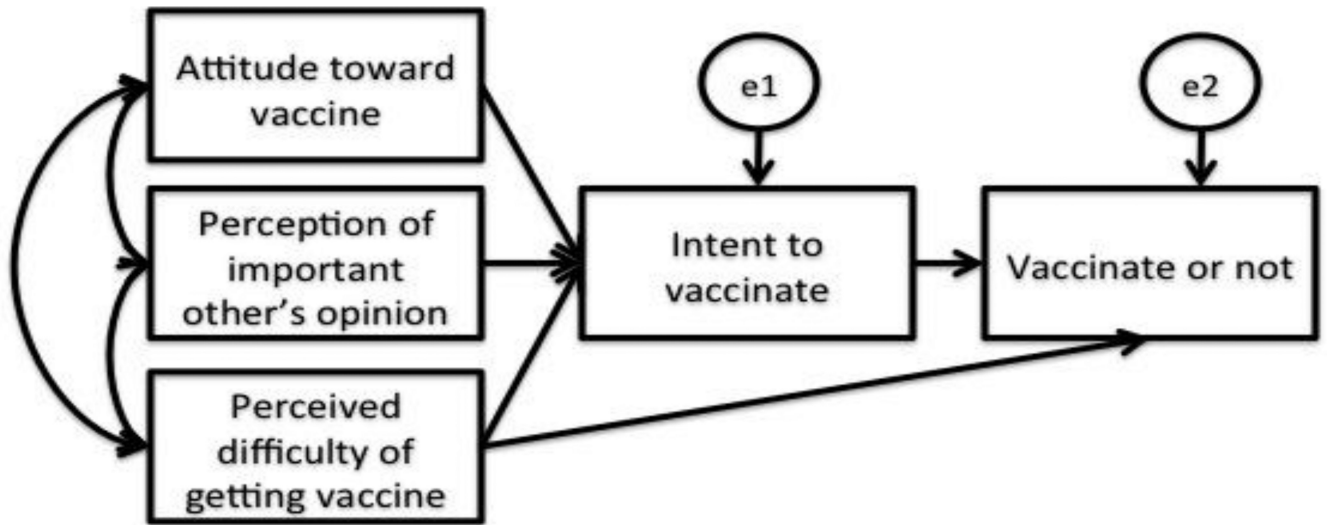 Attitude toward
vaccine
e1
e2
Perception of
important
other's opinion
Intent to
vaccinate
Vaccinate or not
Perceived
difficulty of
getting vaccine